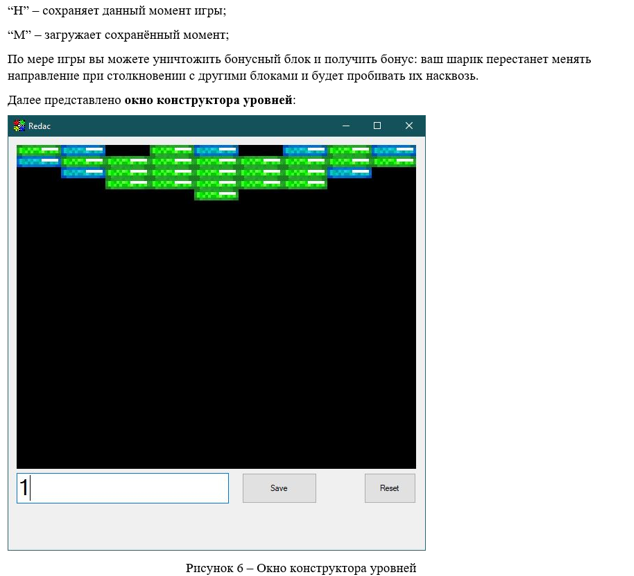 “Н” – сохраняет данный момент игры;
“М” – загружает сохранённый момент;
По мере игры вы можете уничтожить бонусный блок и получить бонус: ваш шарик перестанет менять
направление при столкновении с другими блоками и будет пробивать их насквозь.
Далее представлено окно конструктора уровней:
Redac
1
Save
Reset
Рисунок 6 – Окно конструктора уровней